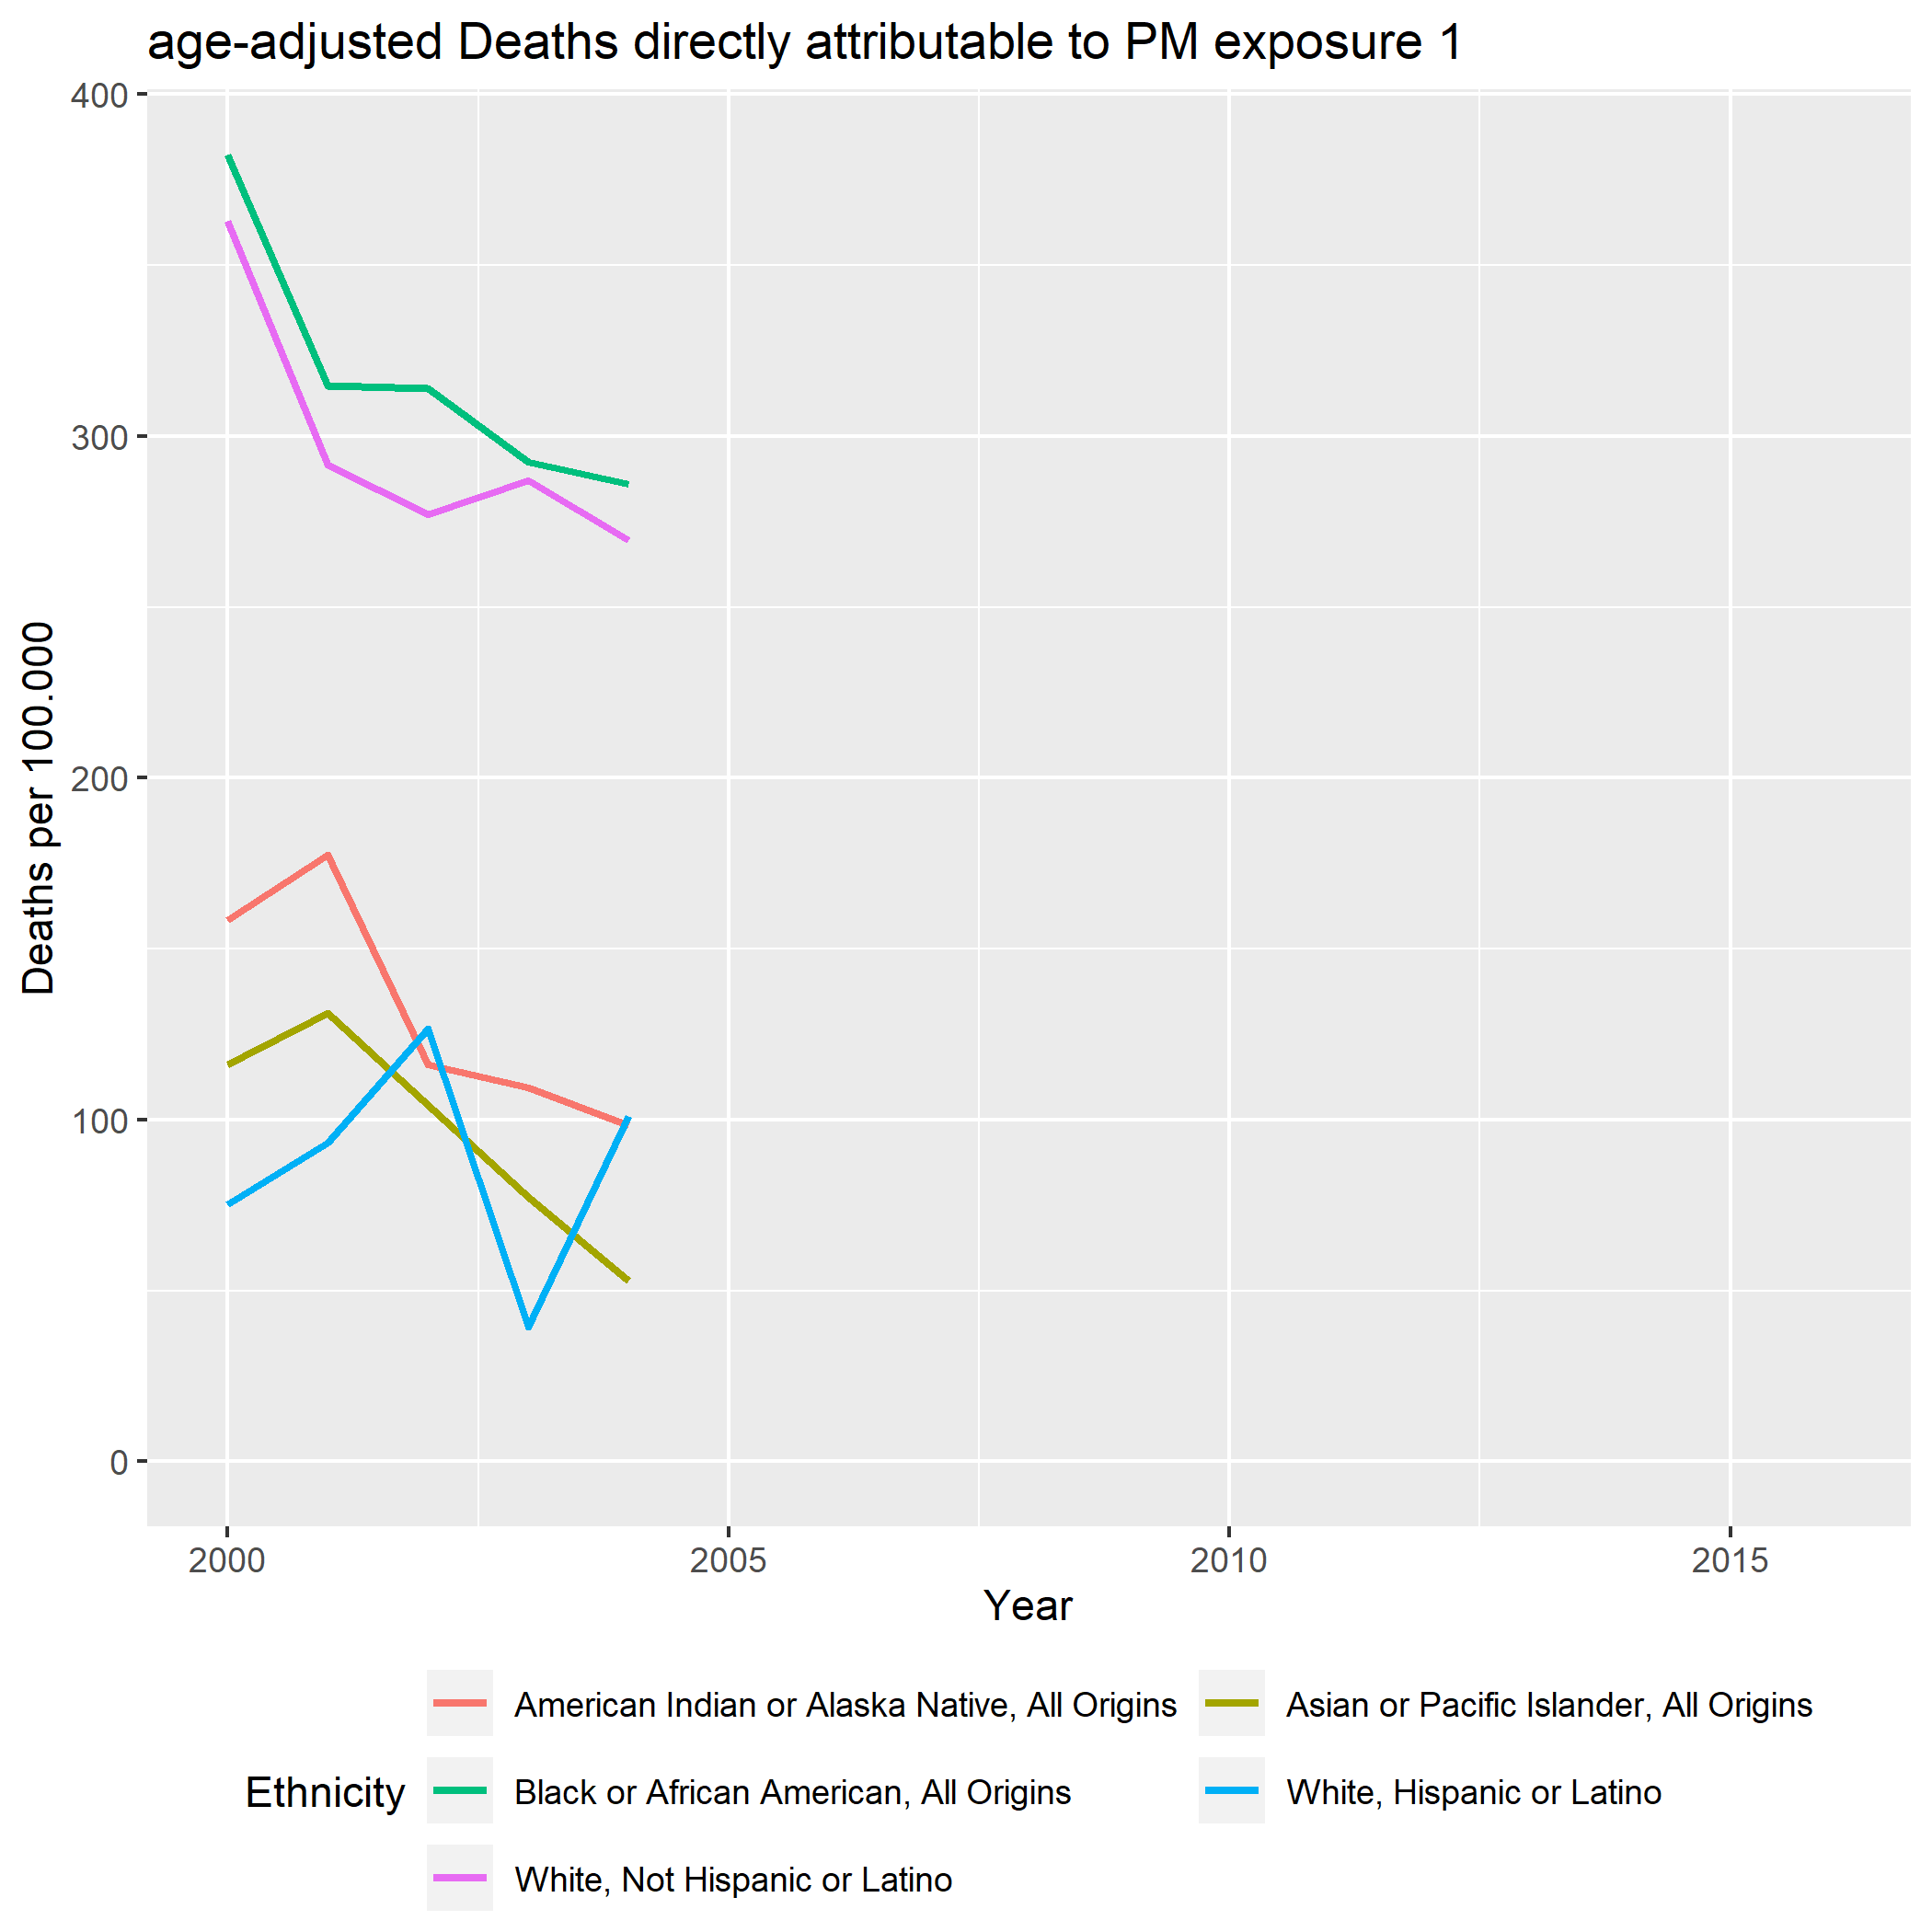 age-adjusted Deaths directly attributable to PM exposure 1
400
300
200
100
0
Deaths per 100.000
2000
2005
2010
2015
Year
Ethnicity
American Indian or Alaska Native, All Origins
Asian or Pacific Islander, All Origins
Black or African American, All Origins
White, Hispanic or Latino
White, Not Hispanic or Latino